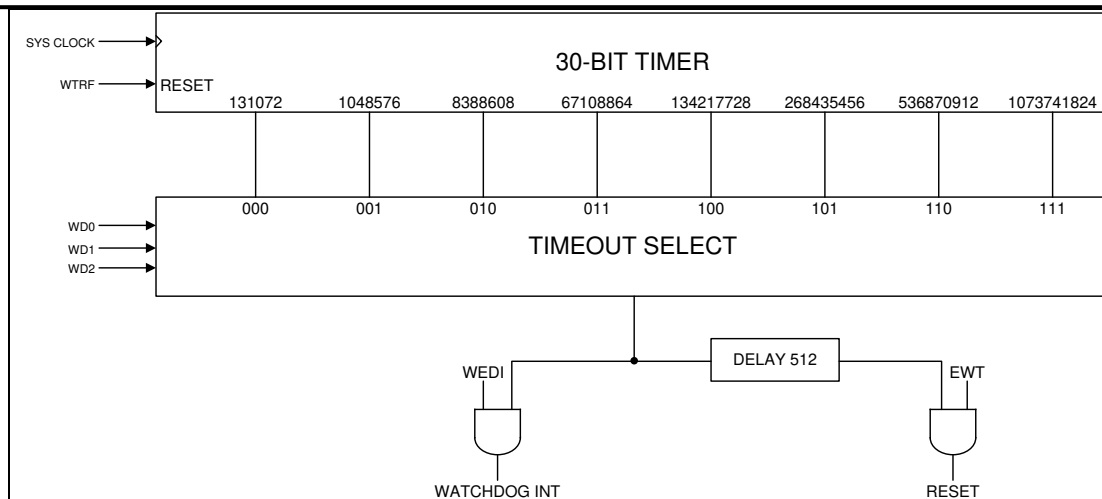 SYS CLOCK
30-BIT TIMER
WTRF
RESET
131072 1048576 8388608 67108864 134217728 268435456 536870912 1073741824
000 001 010 011 100 101 110 111
WD0
WD1
WD2
TIMEOUT SELECT
DELAY 512
WEDI
EWT
WATCHDOG INT
RESET